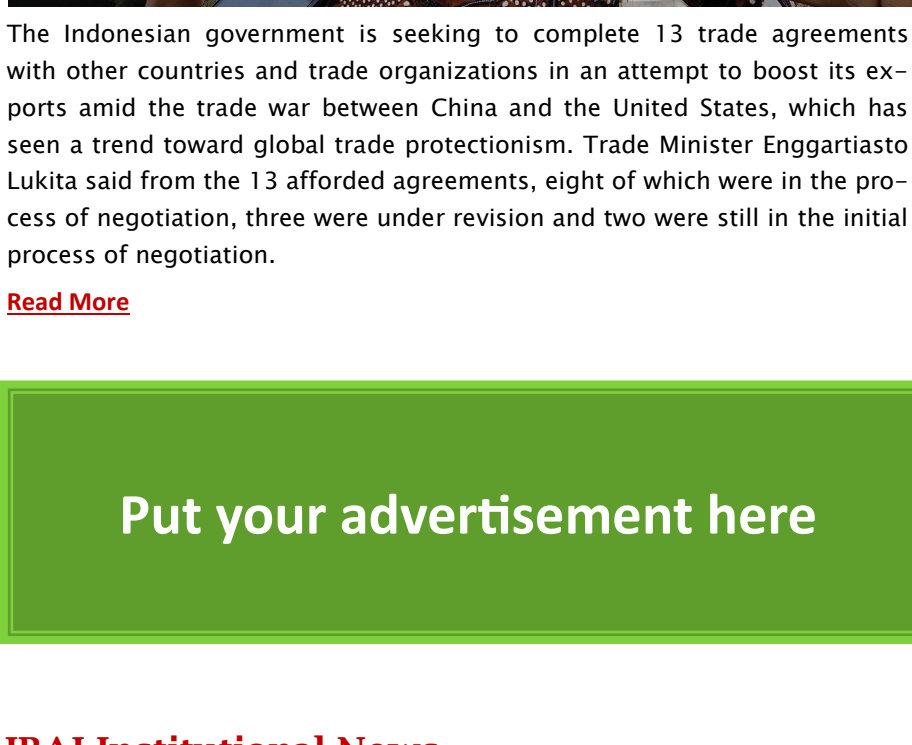 The Indonesian government is seeking to complete 13 trade agreements
with other countries and trade organizations in an attempt to boost its ex-
ports amid the trade war between China and the United States, which has
seen a trend toward global trade protectionism. Trade Minister Enggartiasto
Lukita said from the 13 afforded agreements, eight of which were in the pro-
cess of negotiation, three were under revision and two were still in the initial
process of negotiation.
Read More
Put your advertisement here
Institutional News